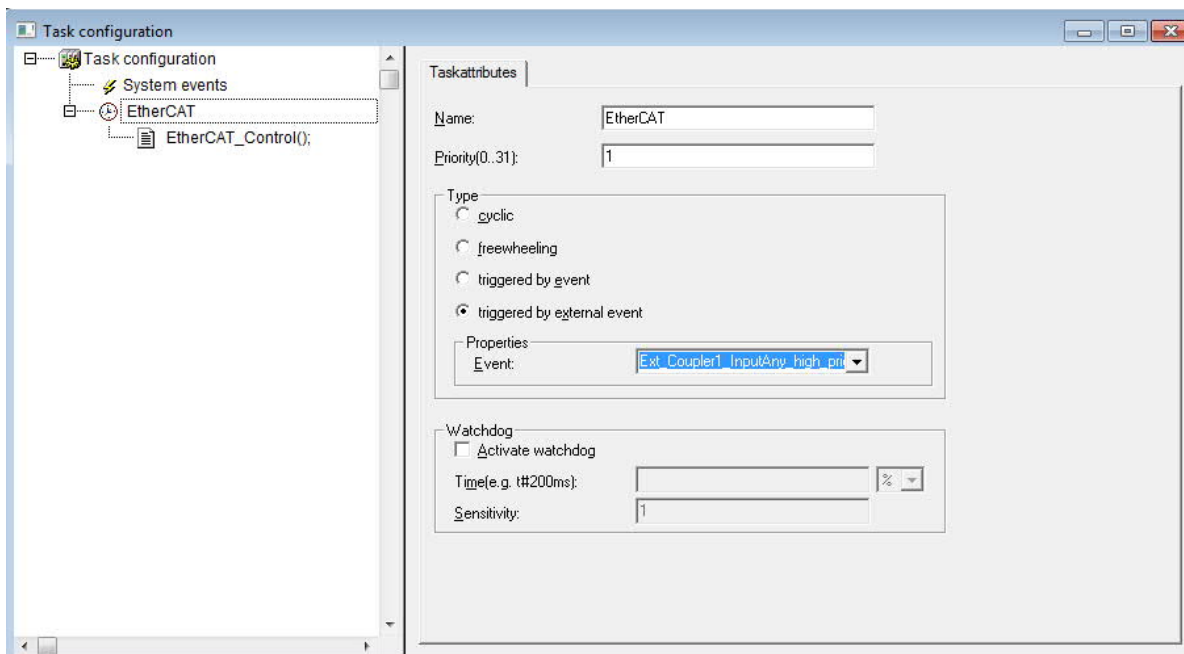 Task configuration
Task configuration
System events
EtherCAT
EtherCAT_Control();
Taskattributes
Name: EtherCAT
Priority(0..31): 1
Type
cyclic
freewheeling
triggered by event
triggered by external event
Properties
Event: Ext_Coupler1_InputAny_high_pri
Watchdog
Activate watchdog
Time(e.g. t#200ms): %
Sensitivity: 1